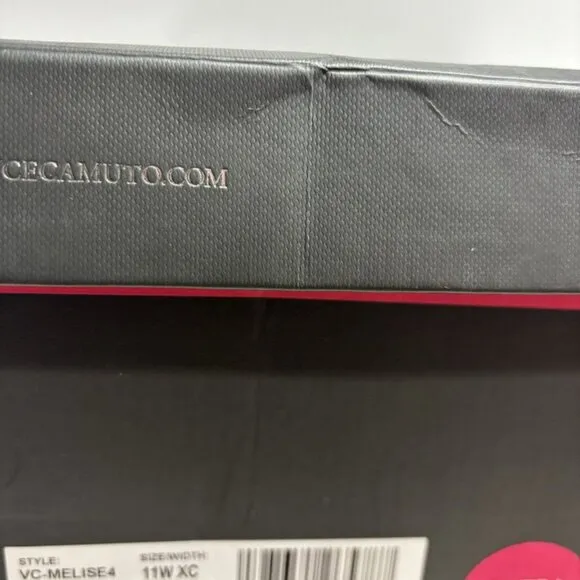 CECAMUTO.COM
STYLE: SIZE/WIDTH:
VC-MELISE4 11W XC